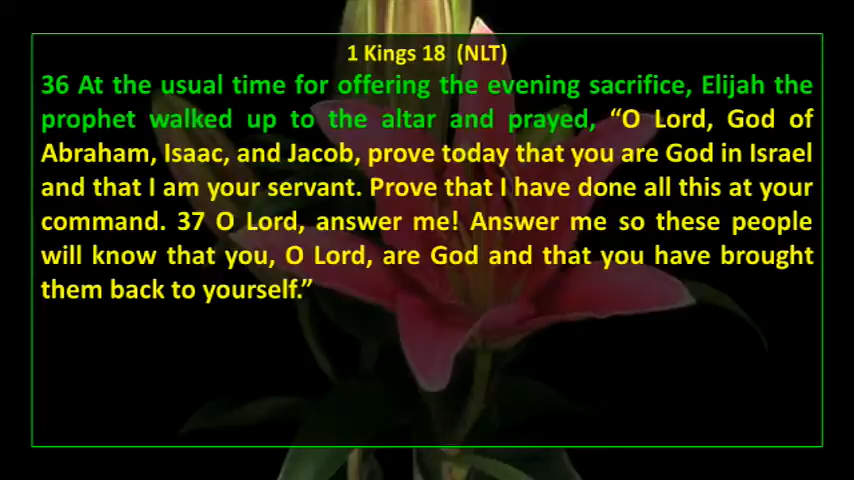 1 Kings 18 (NLT)
36 At the usual time for offering the evening sacrifice, Elijah the
prophet walked up to the altar and prayed, “O Lord, God of
Abraham, Isaac, and Jacob, prove today that you are God in Israel
and that I am your servant. Prove that I have done all this at your
command. 37 O Lord, answer me! Answer me so these people
will know that you, O Lord, are God and that you have brought
them back to yourself.”